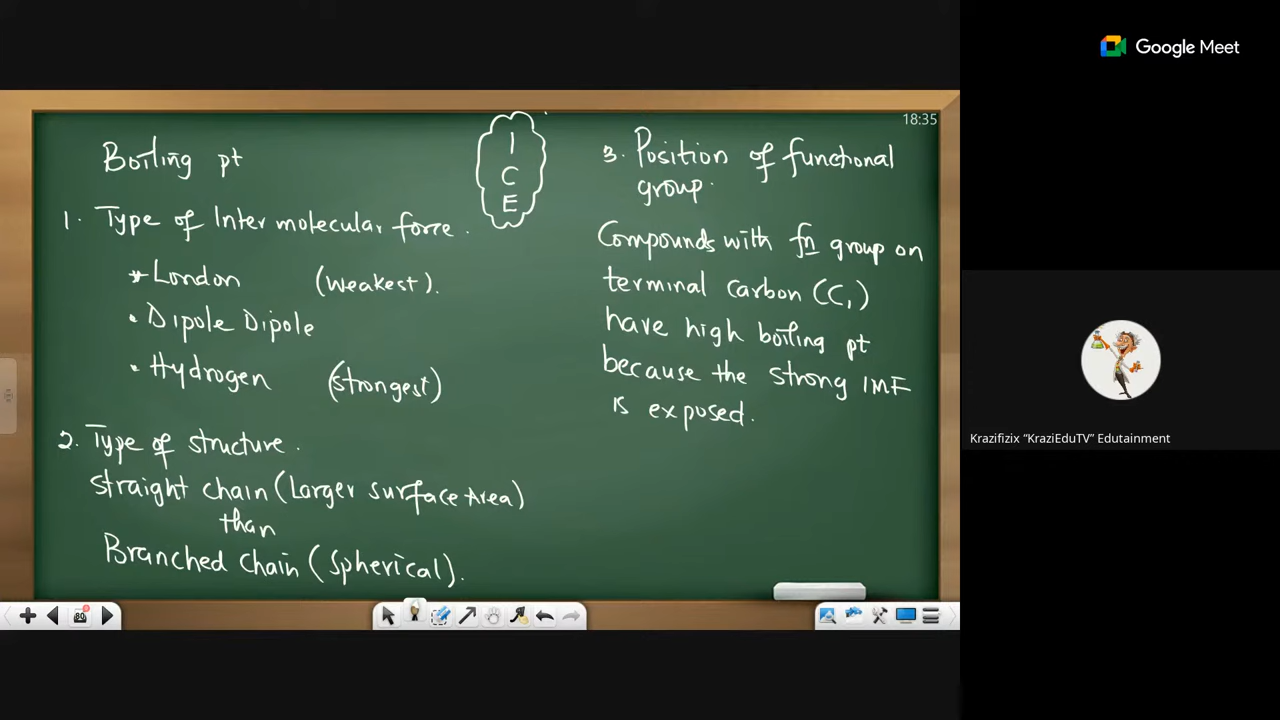 Boiling pt
1. Type of Intermolecular force.
* London (weakest).
• Dipole Dipole
• Hydrogen (strongest)
2. Type of structure.
Straight chain (Larger surface Area)
than
Branched chain (Spherical).
I
C
E
3. Position of functional
group.
Compounds with fn group on
terminal carbon (C₁)
have high boiling pt
because the strong IMF
is exposed.
18:35
80
Google Meet
Krazifizix “KraziEduTV” Edutainment